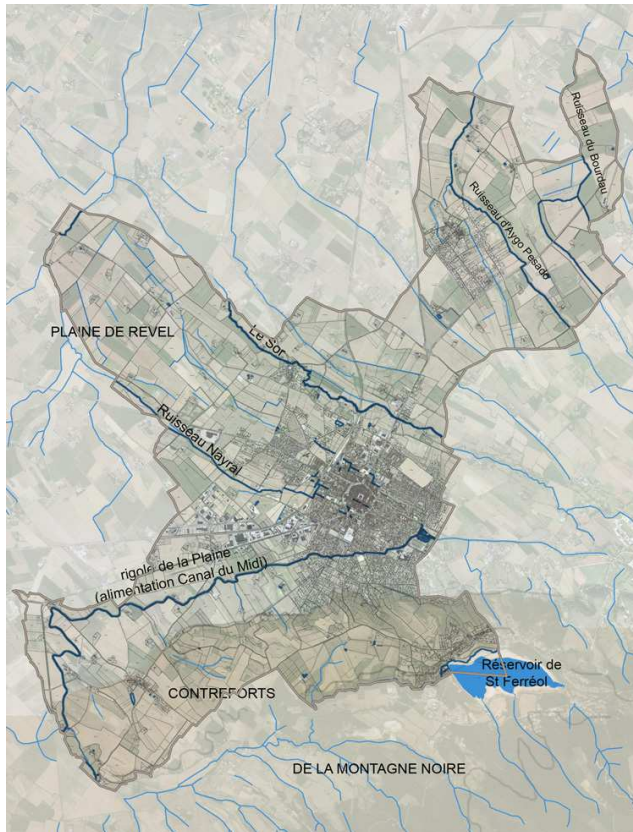 Ruisseau du Bourdau
Ruisseau d'Aygo Pesado
PLAINE DE REVEL
Le Sor
Ruisseau Nayral
rigole de la Plaine
(alimentation Canal du Midi)
Réservoir de
St Ferréol
CONTREFORTS
DE LA MONTAGNE NOIRE